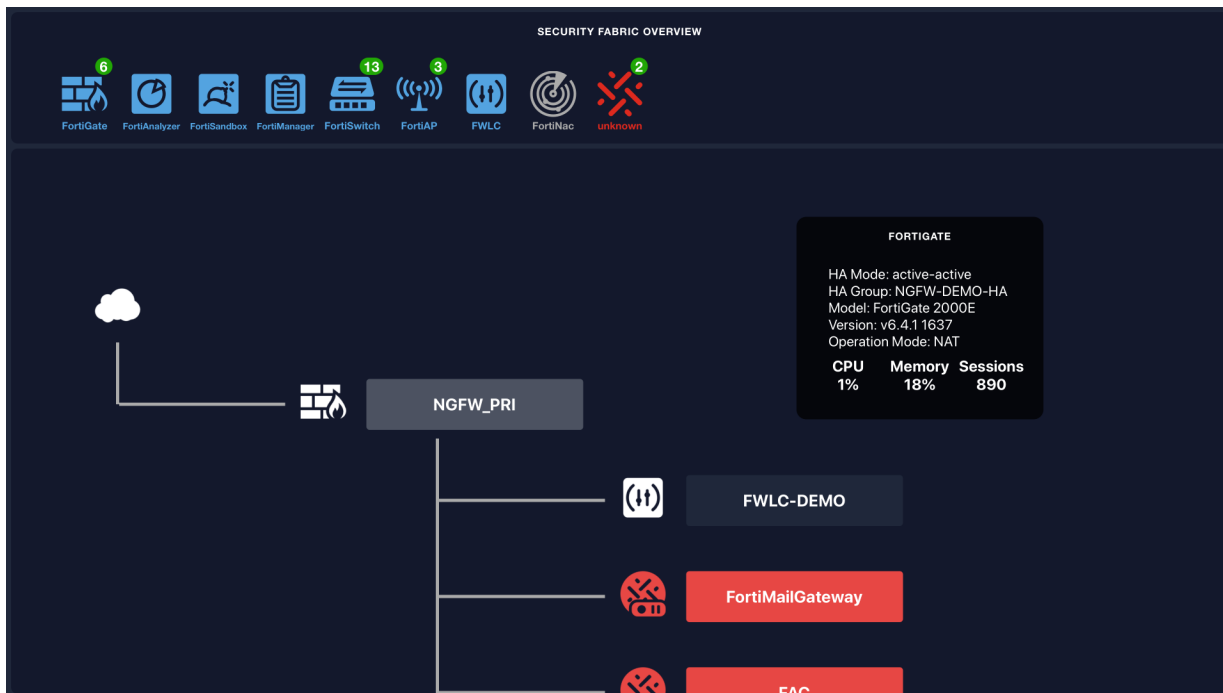 SECURITY FABRIC OVERVIEW
6
13
3
2
FortiGate
FortiAnalyzer
FortiSandbox
FortiManager
FortiSwitch
FortiAP
FWLC
FortiNac
unknown
FORTIGATE
HA Mode: active-active
HA Group: NGFW-DEMO-HA
Model: FortiGate 2000E
Version: v6.4.1 1637
Operation Mode: NAT
CPU Memory Sessions
1% 18% 890
NGFW_PRI
FWLC-DEMO
FortiMailGateway
FAC